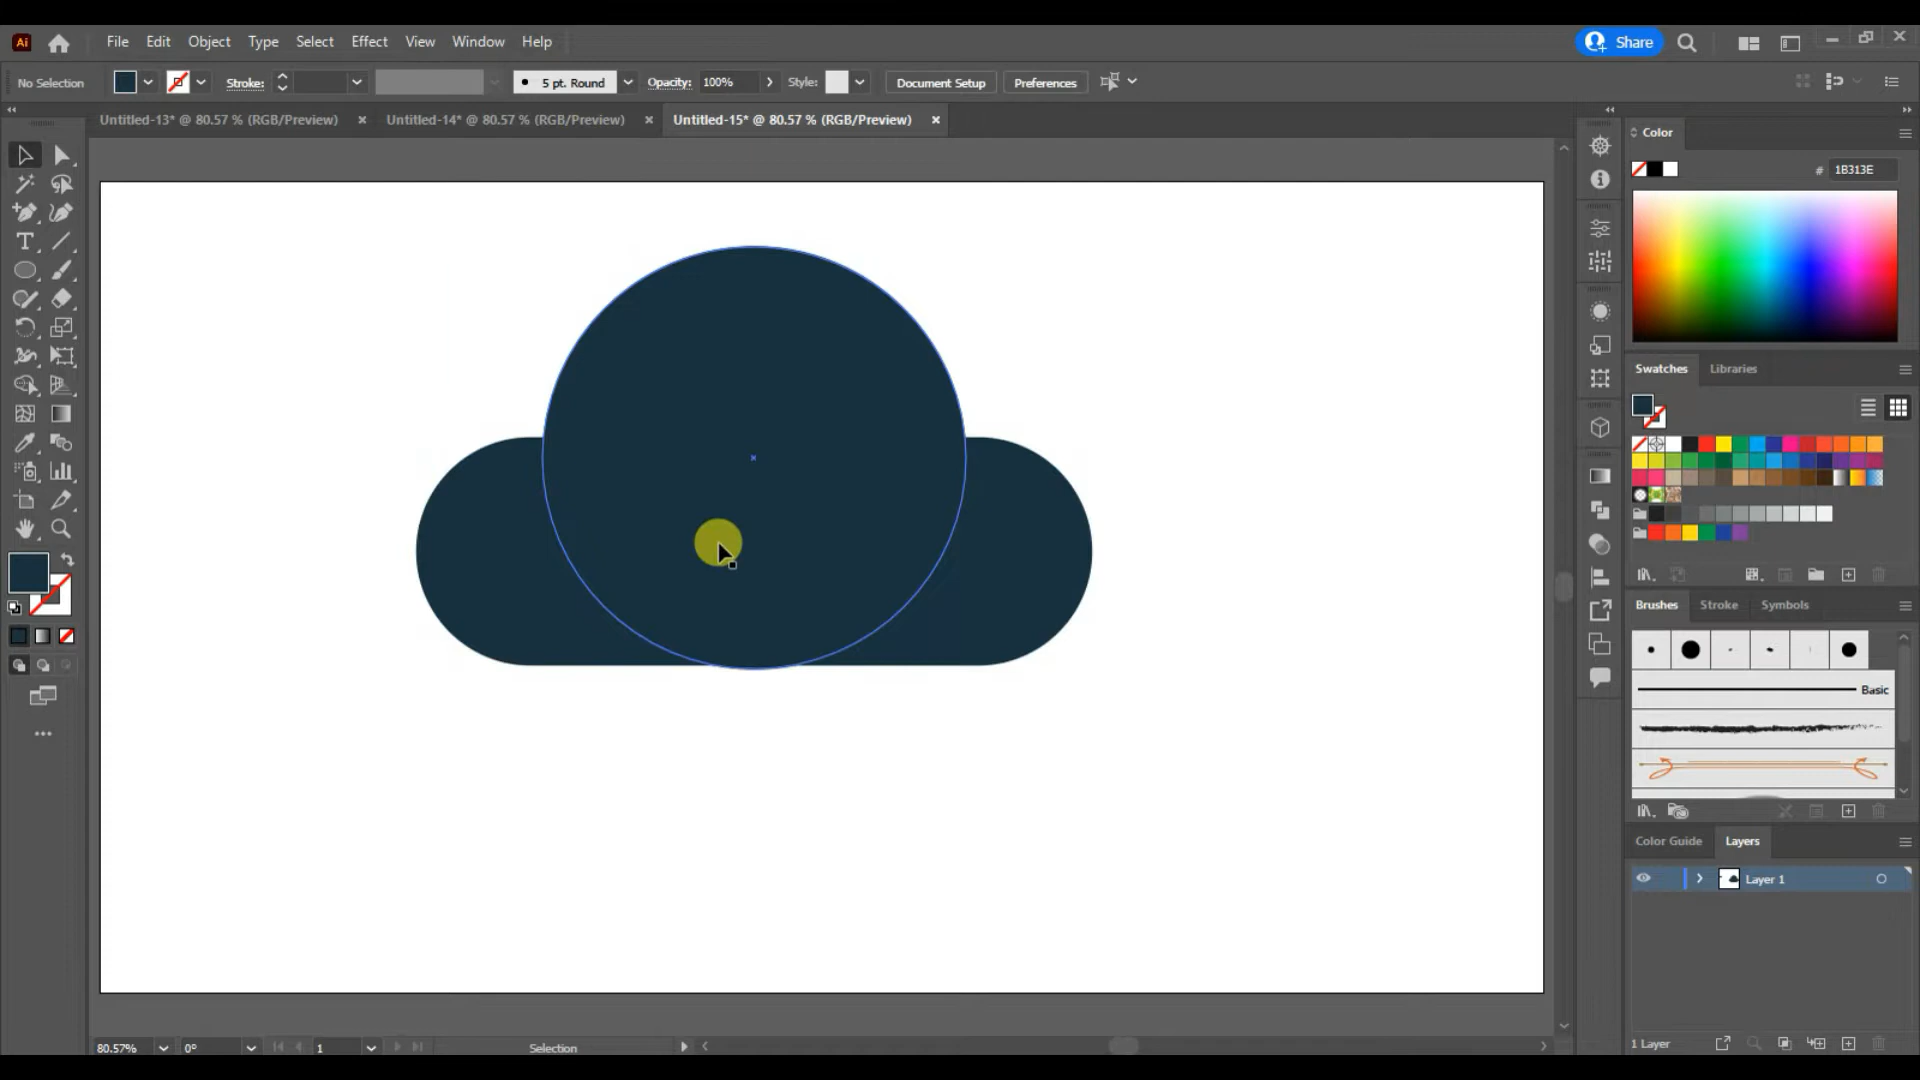 Ai File Edit Object Type Select Effect View Window Help Share
No Selection Stroke: 5 pt. Round Opacity: 100% Style: Document Setup Preferences
Untitled-13* @ 80.57 % (RGB/Preview) Untitled-14* @ 80.57 % (RGB/Preview) Untitled-15* @ 80.57 % (RGB/Preview)
Color
# 1B313E
Swatches Libraries
Brushes Stroke Symbols
Basic
Color Guide Layers
Layer 1
80.57% 0° 1 Selection 1 Layer